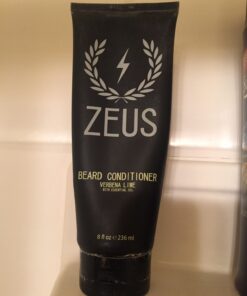 ZEUS
BEARD CONDITIONER
VERBENA LIME
WITH ESSENTIAL OIL
8 fl oz ℮ 236 ml